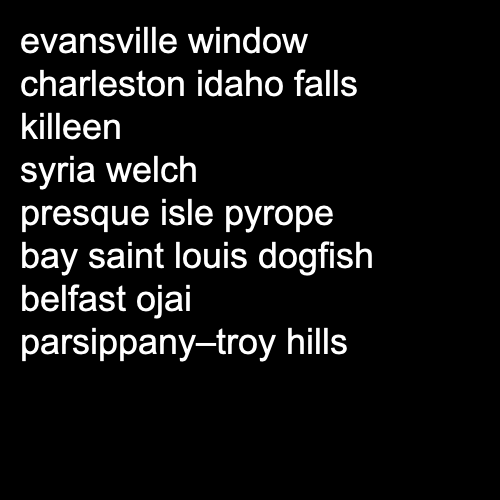 evansville window
charleston idaho falls
killeen
syria welch
presque isle pyrope
bay saint louis dogfish
belfast ojai
parsippany–troy hills